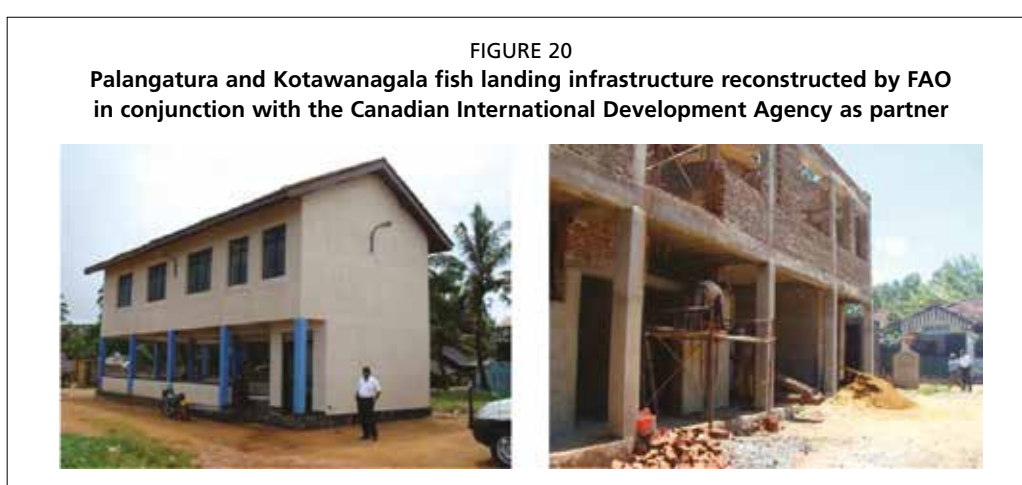 FIGURE 20
Palangatura and Kotawanagala fish landing infrastructure reconstructed by FAO
in conjunction with the Canadian International Development Agency as partner